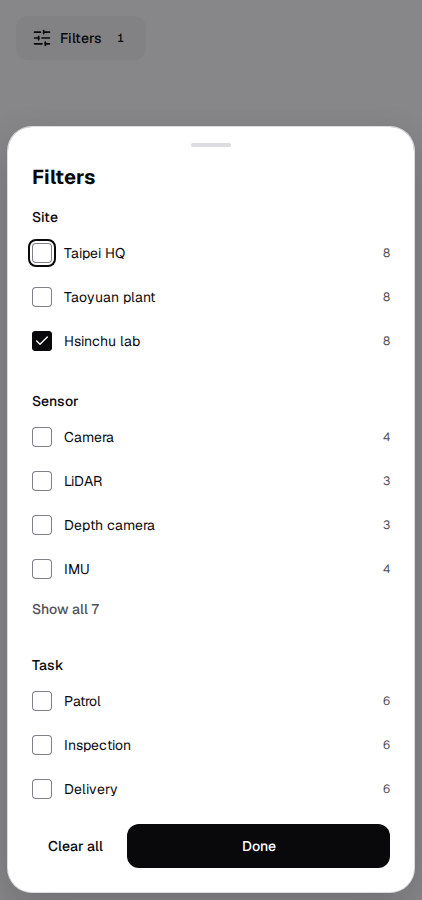 Filters 1
Filters
Site
Taipei HQ 8
Taoyuan plant 8
Hsinchu lab 8
Sensor
Camera 4
LiDAR 3
Depth camera 3
IMU 4
Show all 7
Task
Patrol 6
Inspection 6
Delivery 6
Clear all Done